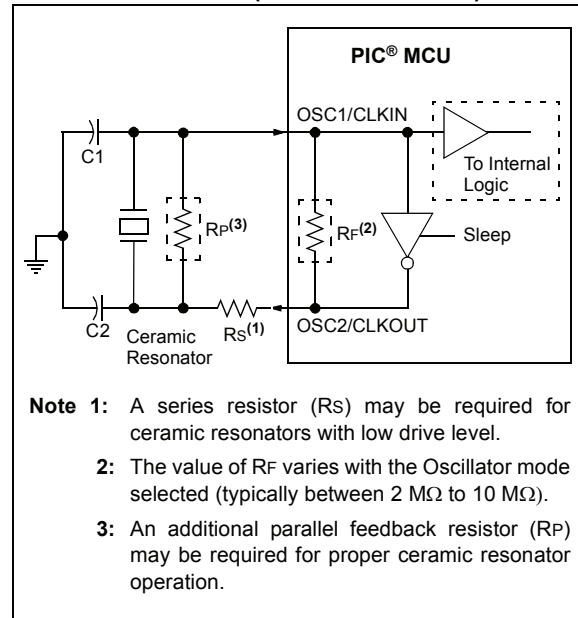 PIC® MCU
OSC1/CLKIN
C1
To Internal
Logic
RP(3)
RF(2)
Sleep
C2
Ceramic
Resonator
RS(1)
OSC2/CLKOUT
Note 1: A series resistor (RS) may be required for
ceramic resonators with low drive level.
2: The value of RF varies with the Oscillator mode
selected (typically between 2 MΩ to 10 MΩ).
3: An additional parallel feedback resistor (RP)
may be required for proper ceramic resonator
operation.